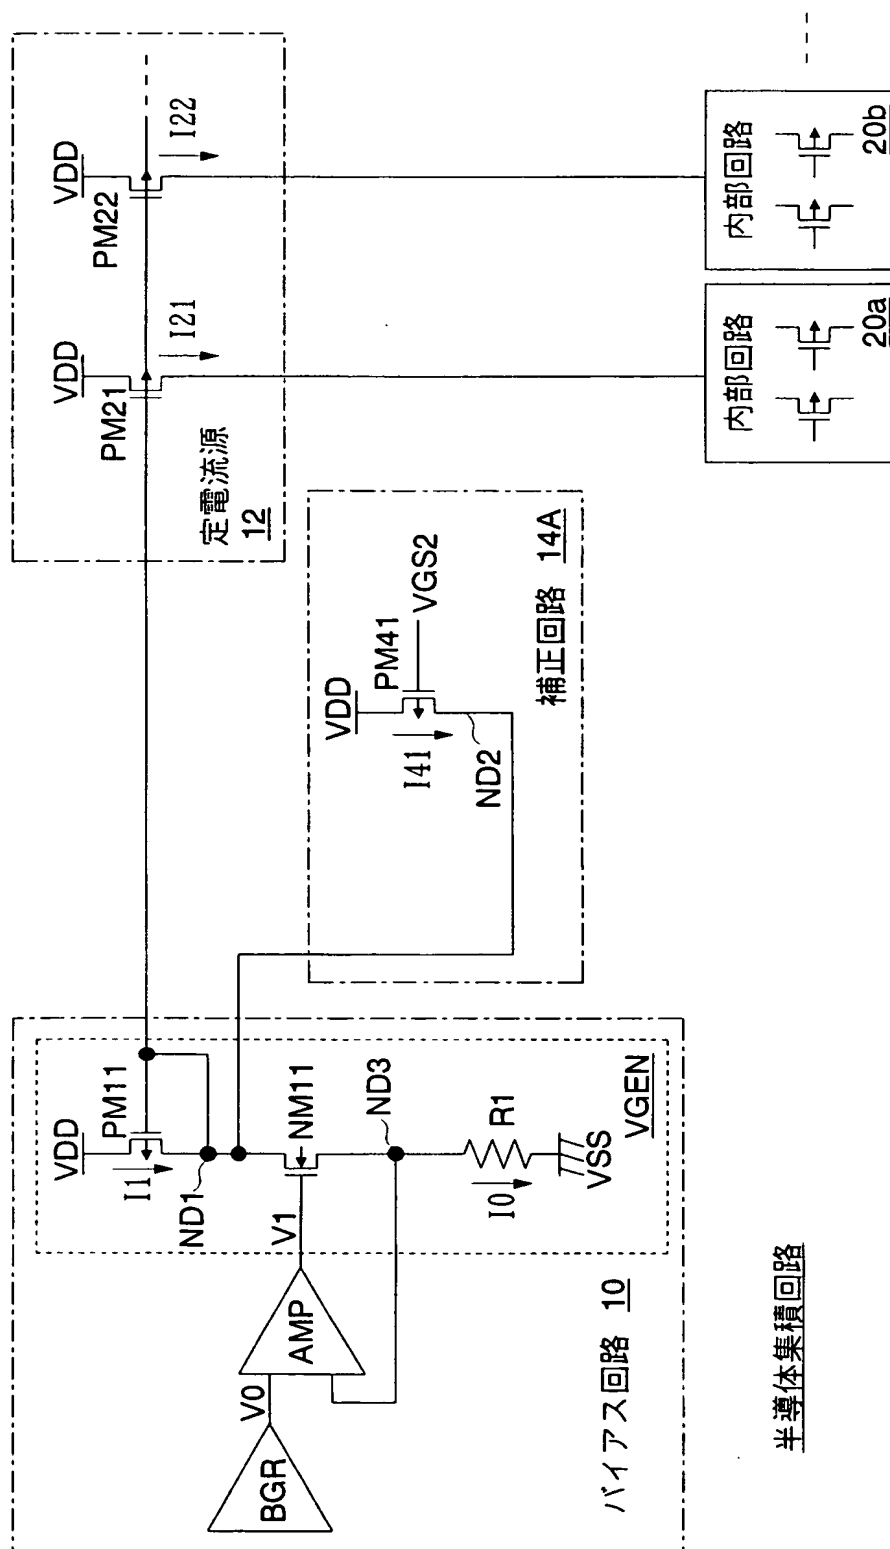 半導体集積回路
バイアス回路 10
BGR
V0
AMP
V1
VDD
PM11
I1
ND1
NM11
ND3
R1
I0
VSS
VGEN
補正回路 14A
VDD
PM41
VGS2
I41
ND2
定電流源
12
VDD
PM21
I21
VDD
PM22
I22
内部回路
20a
内部回路
20b